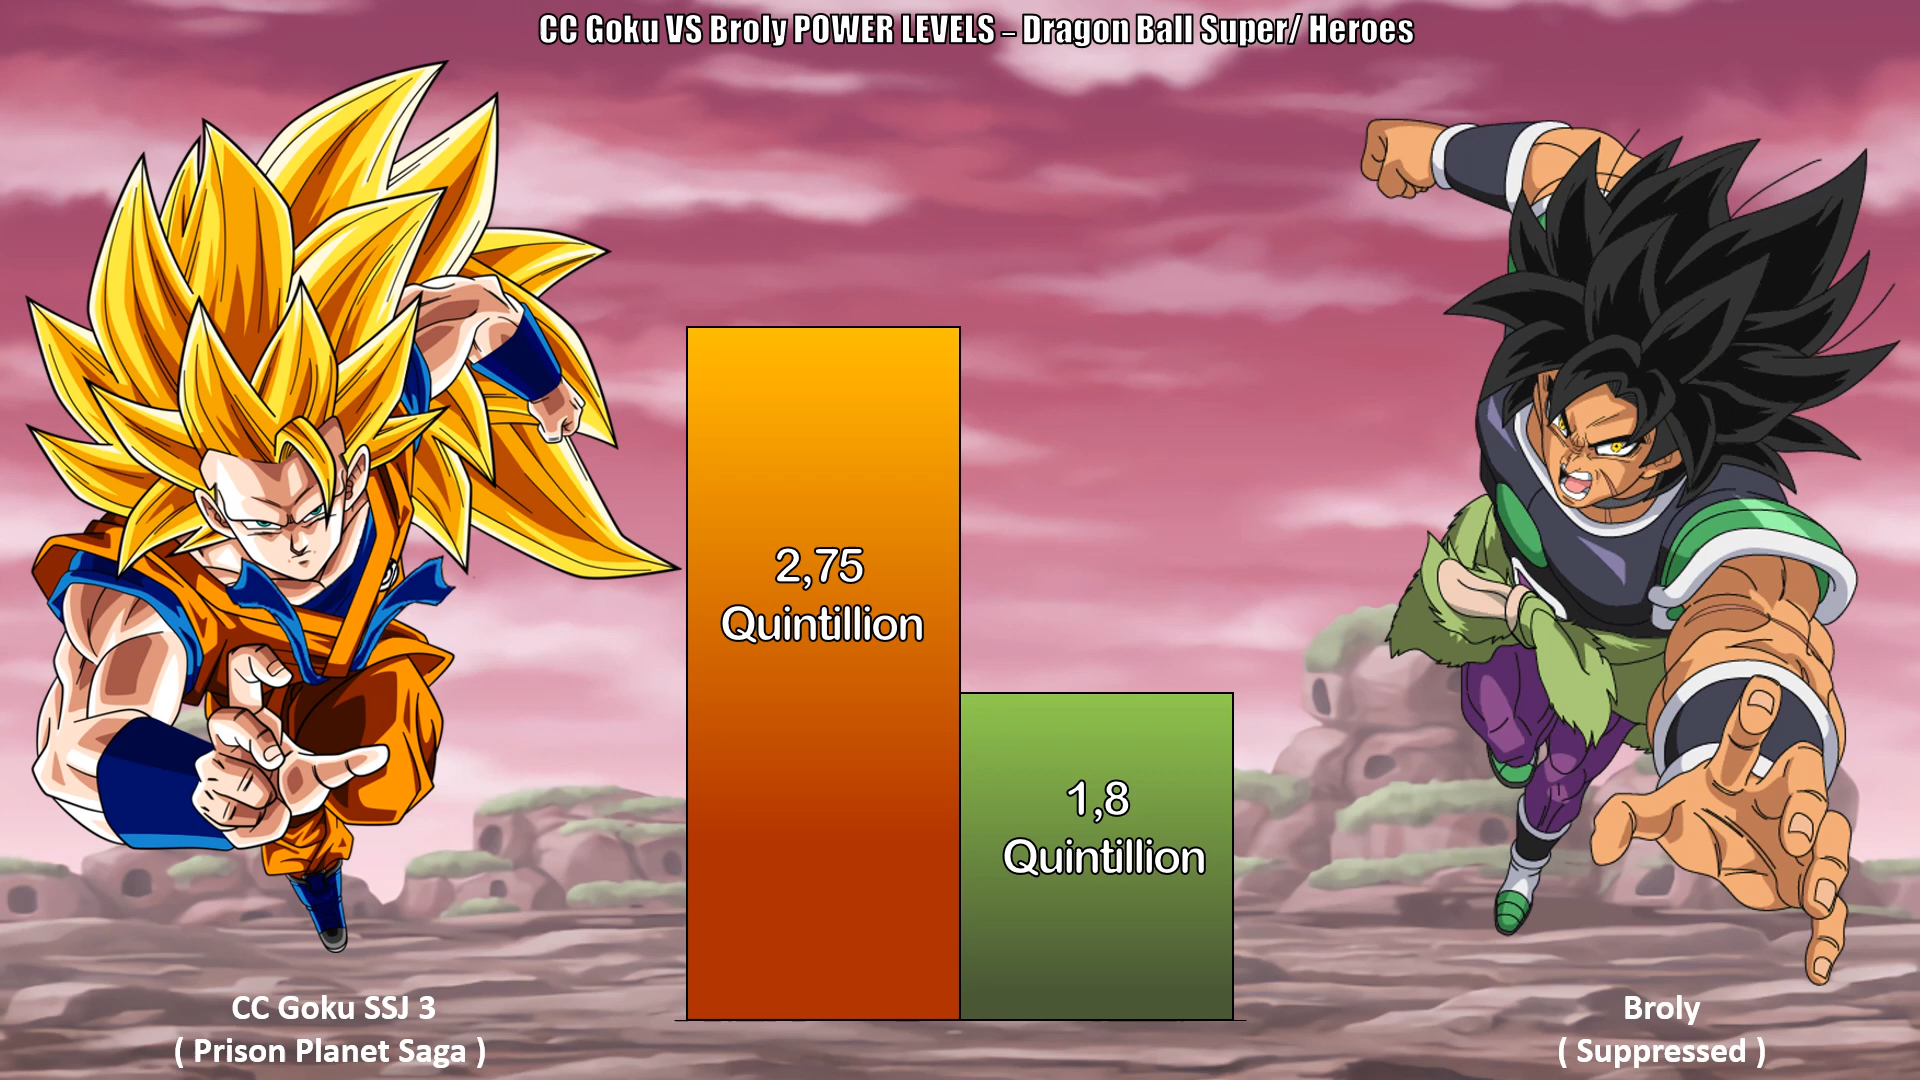 CC Goku VS Broly POWER LEVELS – Dragon Ball Super/ Heroes
2,75
Quintillion
1,8
Quintillion
CC Goku SSJ 3
( Prison Planet Saga )
Broly
( Suppressed )